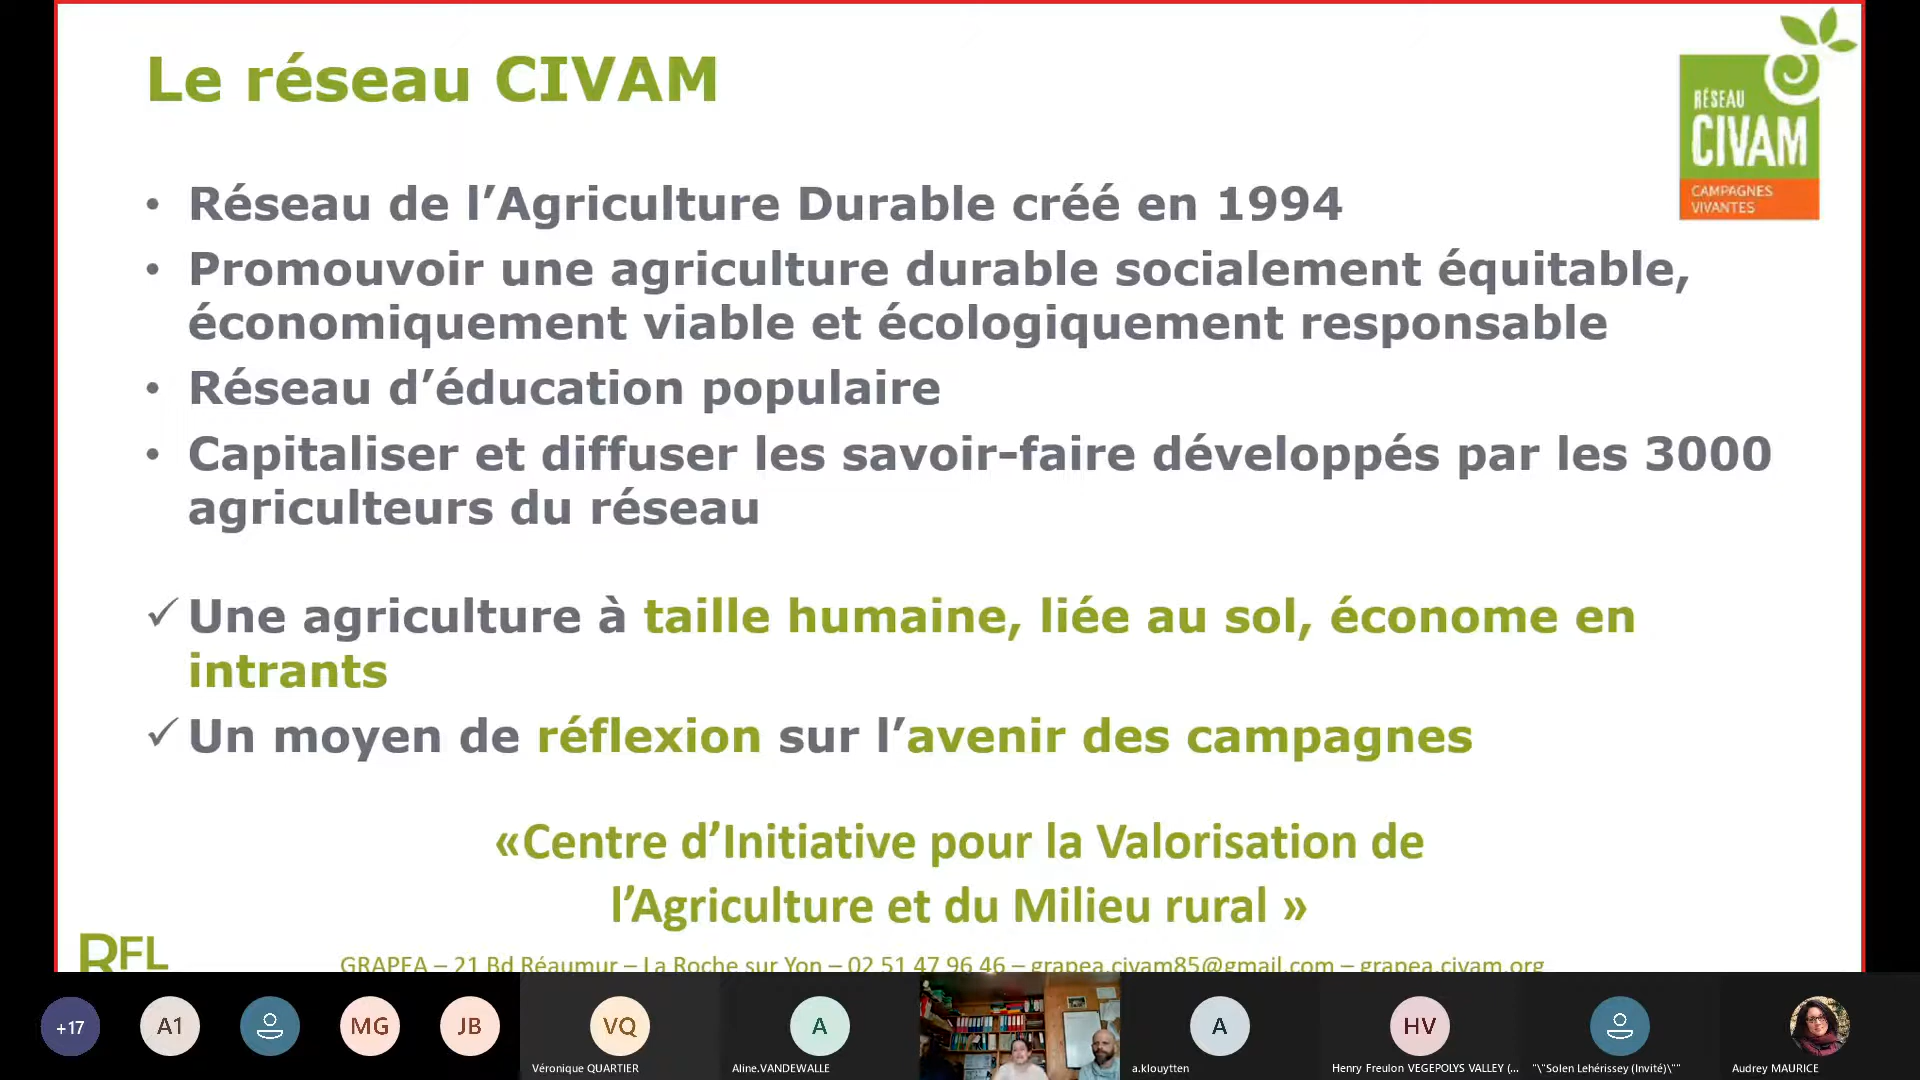 Le réseau CIVAM
RÉSEAU
CIVAM
CAMPAGNES
VIVANTES
• Réseau de l’Agriculture Durable créé en 1994
• Promouvoir une agriculture durable socialement équitable,
économiquement viable et écologiquement responsable
• Réseau d’éducation populaire
• Capitaliser et diffuser les savoir-faire développés par les 3000
agriculteurs du réseau
✓ Une agriculture à taille humaine, liée au sol, économe en
intrants
✓ Un moyen de réflexion sur l’avenir des campagnes
«Centre d’Initiative pour la Valorisation de
l’Agriculture et du Milieu rural »
RFL
GRAPEA – 21 Bd Réaumur – La Roche sur Yon – 02 51 47 96 46 – grapea.civam85@gmail.com – grapea.civam.org
+17
A1
MG
JB
VQ
A
A
HV
Véronique QUARTIER
Aline.VANDEWALLE
a.klouytten
Henry Freulon VEGEPOLYS VALLEY (...
"\"Solen Lehérissey (Invité)\""
Audrey MAURICE